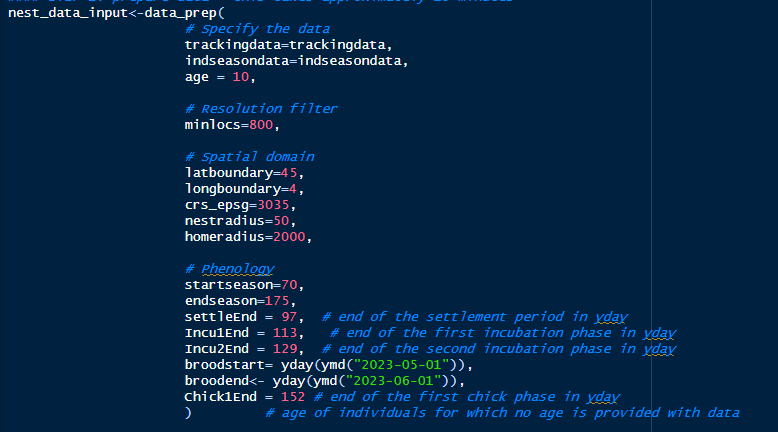 nest_data_input<-data_prep(
# Specify the data
trackingdata=trackingdata,
indseasondata=indseasondata,
age = 10,
# Resolution filter
minlocs=800,
# Spatial domain
latboundary=45,
longboundary=4,
crs_epsg=3035,
nestradius=50,
homeradius=2000,
# Phenology
startseason=70,
endseason=175,
settleEnd = 97,  # end of the settlement period in yday
Incu1End = 113,   # end of the first incubation phase in yday
Incu2End = 129,  # end of the second incubation phase in yday
broodstart= yday(ymd("2023-05-01")),
broodend<- yday(ymd("2023-06-01")),
Chick1End = 152 # end of the first chick phase in yday
)         # age of individuals for which no age is provided with data